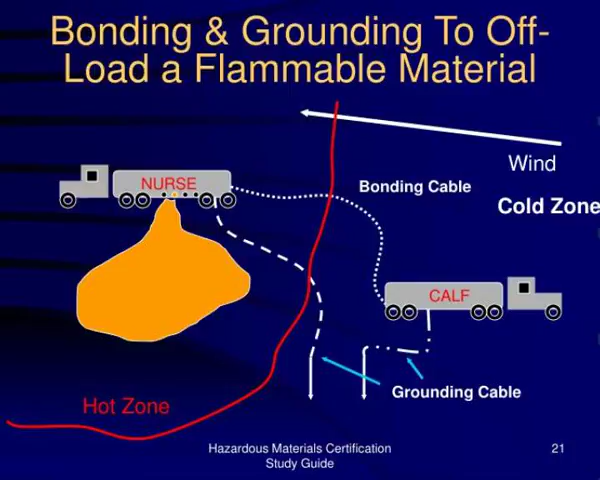 Bonding & Grounding To Off-
Load a Flammable Material
Wind
NURSE
Bonding Cable
Cold Zone
CALF
Grounding Cable
Hot Zone
Hazardous Materials Certification
Study Guide
21